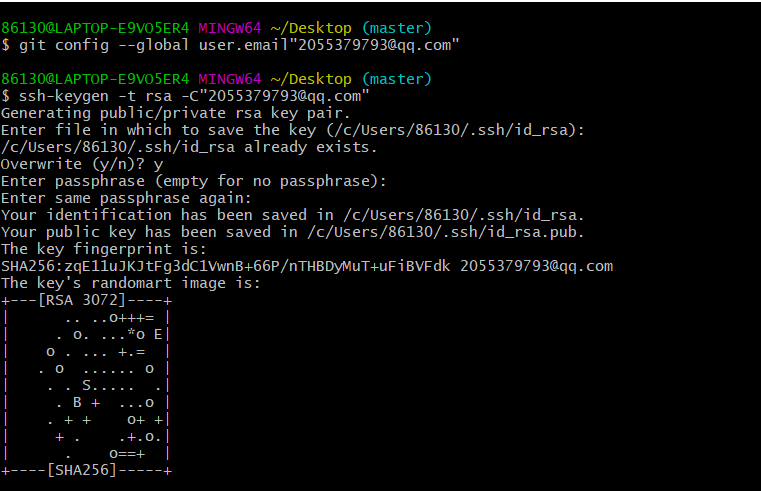 86130@LAPTOP-E9VO5ER4 MINGW64 ~/Desktop (master)
$ git config --global user.email"2055379793@qq.com"

86130@LAPTOP-E9VO5ER4 MINGW64 ~/Desktop (master)
$ ssh-keygen -t rsa -C"2055379793@qq.com"
Generating public/private rsa key pair.
Enter file in which to save the key (/c/Users/86130/.ssh/id_rsa):
/c/Users/86130/.ssh/id_rsa already exists.
Overwrite (y/n)? y
Enter passphrase (empty for no passphrase):
Enter same passphrase again:
Your identification has been saved in /c/Users/86130/.ssh/id_rsa.
Your public key has been saved in /c/Users/86130/.ssh/id_rsa.pub.
The key fingerprint is:
SHA256:zqE11uJKJtFg3dC1VwnB+66P/nTHBDyMuT+uFiBVFdk 2055379793@qq.com
The key's randomart image is:
+---[RSA 3072]----+
|      .. ..o+++= |
|     . o. ...*o E|
|    o . ... +.=  |
|   . o  ...... o |
|    . . S.....  .|
|     . B +  ...o |
|    . + +    o+ +|
|     + .    .+.o.|
|      .    o==+  |
+----[SHA256]-----+